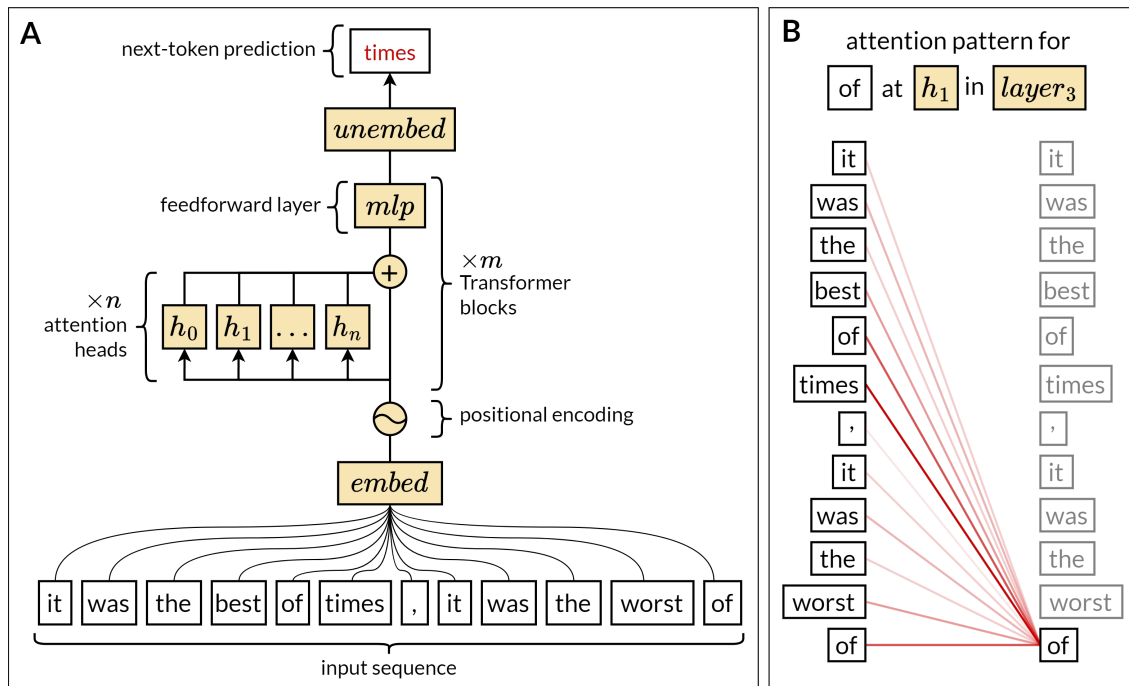 A
next-token prediction
times
unembed
feedforward layer
mlp
×m
Transformer
blocks
+
×n
attention
heads
h0 h1 ... hn
positional encoding
embed
it was the best of times , it was the worst of
input sequence
B
attention pattern for
of at h1 in layer3
it it
was was
the the
best best
of of
times times
, ,
it it
was was
the the
worst worst
of of